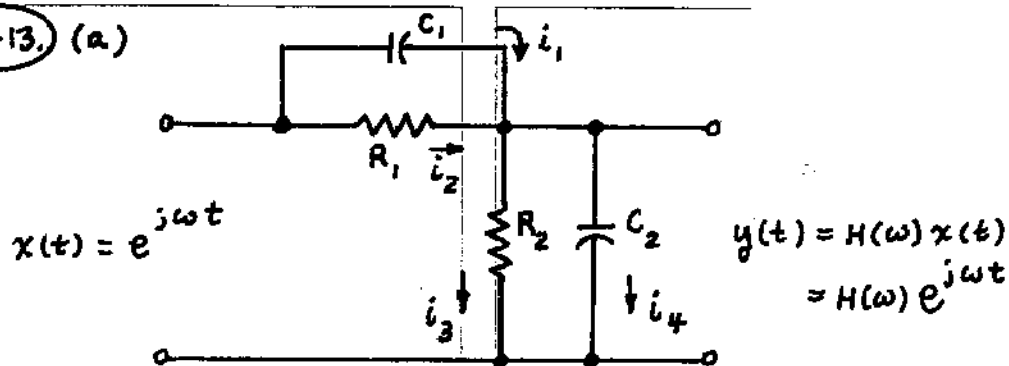 13.) (a)
C₁
i₁
R₁
i₂
x(t) = e^{jωt}
R₂
C₂
y(t) = H(ω) x(t)
= H(ω) e^{jωt}
i₃
i₄